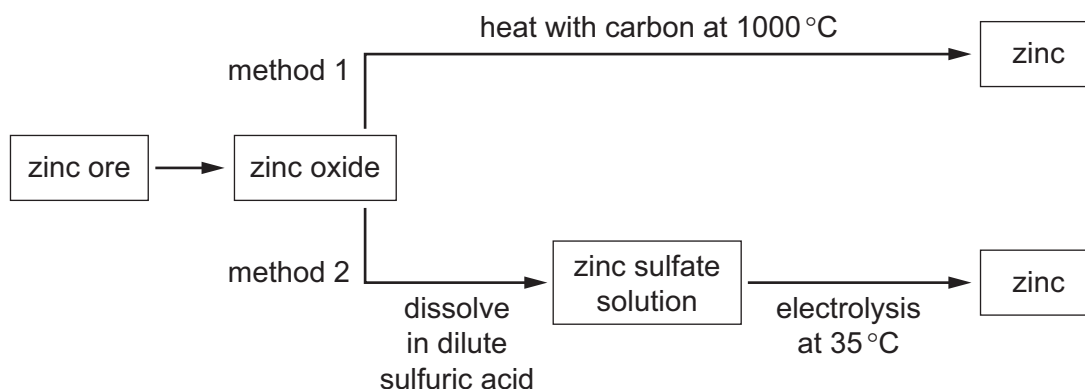 heat with carbon at 1000 °C
zinc
method 1
zinc ore
zinc oxide
method 2
zinc sulfate
solution
zinc
dissolve
in dilute
sulfuric acid
electrolysis
at 35 °C